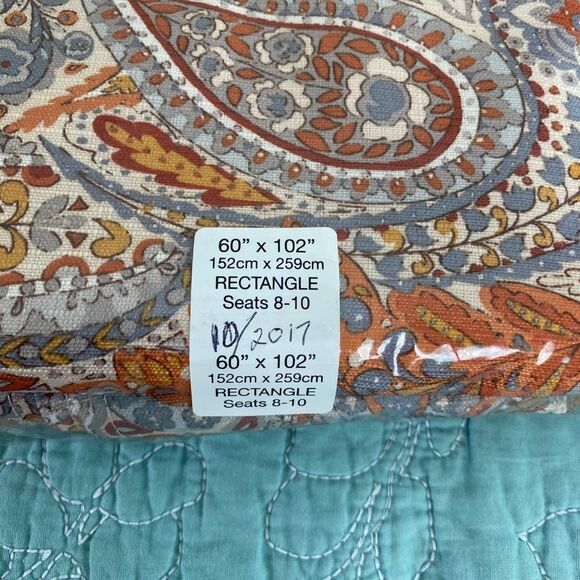 60" x 102"
152cm x 259cm
RECTANGLE
Seats 8-10
10/2017
60" x 102"
152cm x 259cm
RECTANGLE
Seats 8-10